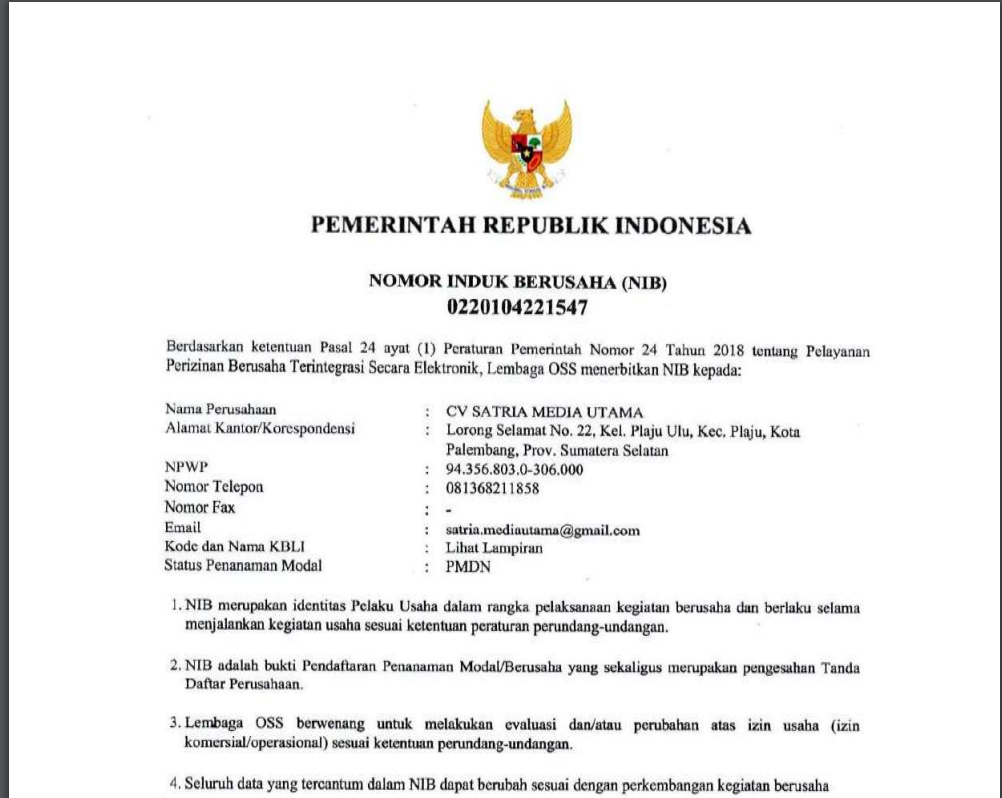 PEMERINTAH REPUBLIK INDONESIA
NOMOR INDUK BERUSAHA (NIB)
0220104221547
Berdasarkan ketentuan Pasal 24 ayat (1) Peraturan Pemerintah Nomor 24 Tahun 2018 tentang Pelayanan
Perizinan Berusaha Terintegrasi Secara Elektronik, Lembaga OSS menerbitkan NIB kepada:
Nama Perusahaan : CV SATRIA MEDIA UTAMA
Alamat Kantor/Korespondensi : Lorong Selamat No. 22, Kel. Plaju Ulu, Kec. Plaju, Kota
Palembang, Prov. Sumatera Selatan
NPWP : 94.356.803.0-306.000
Nomor Telepon : 081368211858
Nomor Fax : -
Email : satria.mediautama@gmail.com
Kode dan Nama KBLI : Lihat Lampiran
Status Penanaman Modal : PMDN
1. NIB merupakan identitas Pelaku Usaha dalam rangka pelaksanaan kegiatan berusaha dan berlaku selama
menjalankan kegiatan usaha sesuai ketentuan peraturan perundang-undangan.
2. NIB adalah bukti Pendaftaran Penanaman Modal/Berusaha yang sekaligus merupakan pengesahan Tanda
Daftar Perusahaan.
3. Lembaga OSS berwenang untuk melakukan evaluasi dan/atau perubahan atas izin usaha (izin
komersial/operasional) sesuai ketentuan perundang-undangan.
4. Seluruh data yang tercantum dalam NIB dapat berubah sesuai dengan perkembangan kegiatan berusaha